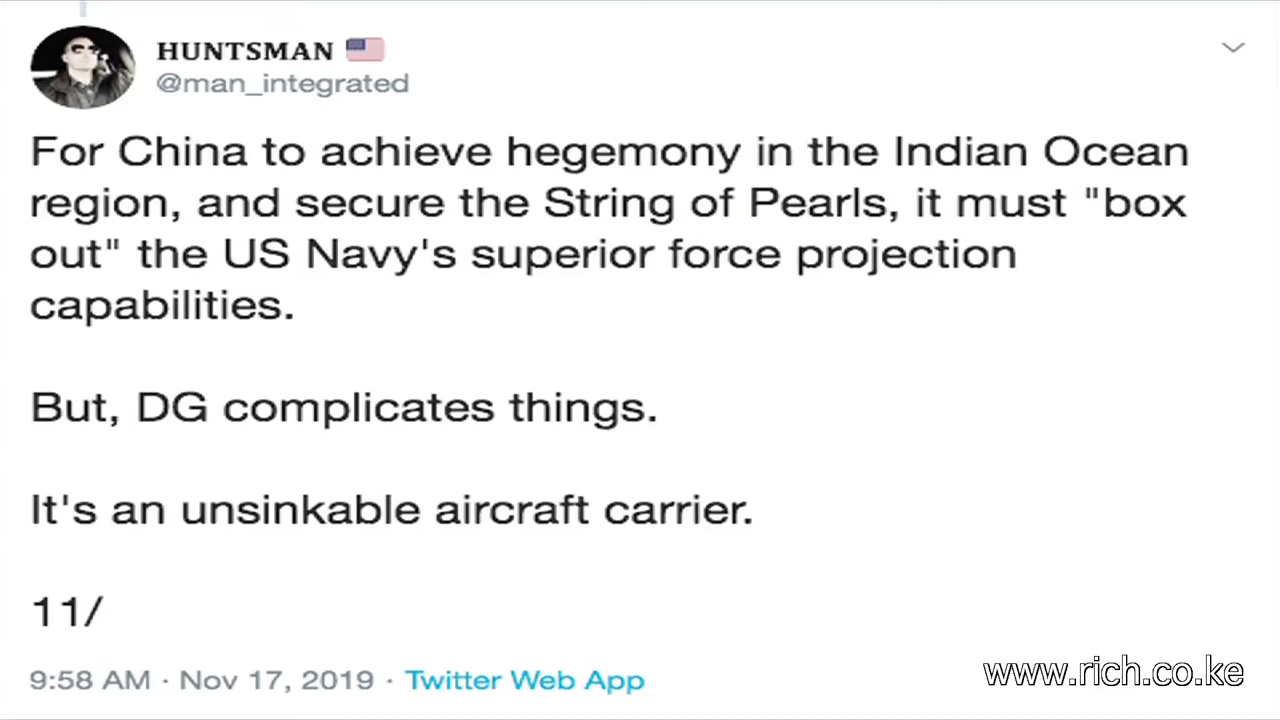 HUNTSMAN 🇺🇸
@man_integrated
For China to achieve hegemony in the Indian Ocean
region, and secure the String of Pearls, it must "box
out" the US Navy's superior force projection
capabilities.
But, DG complicates things.
It's an unsinkable aircraft carrier.
11/
9:58 AM · Nov 17, 2019 · Twitter Web App
www.rich.co.ke